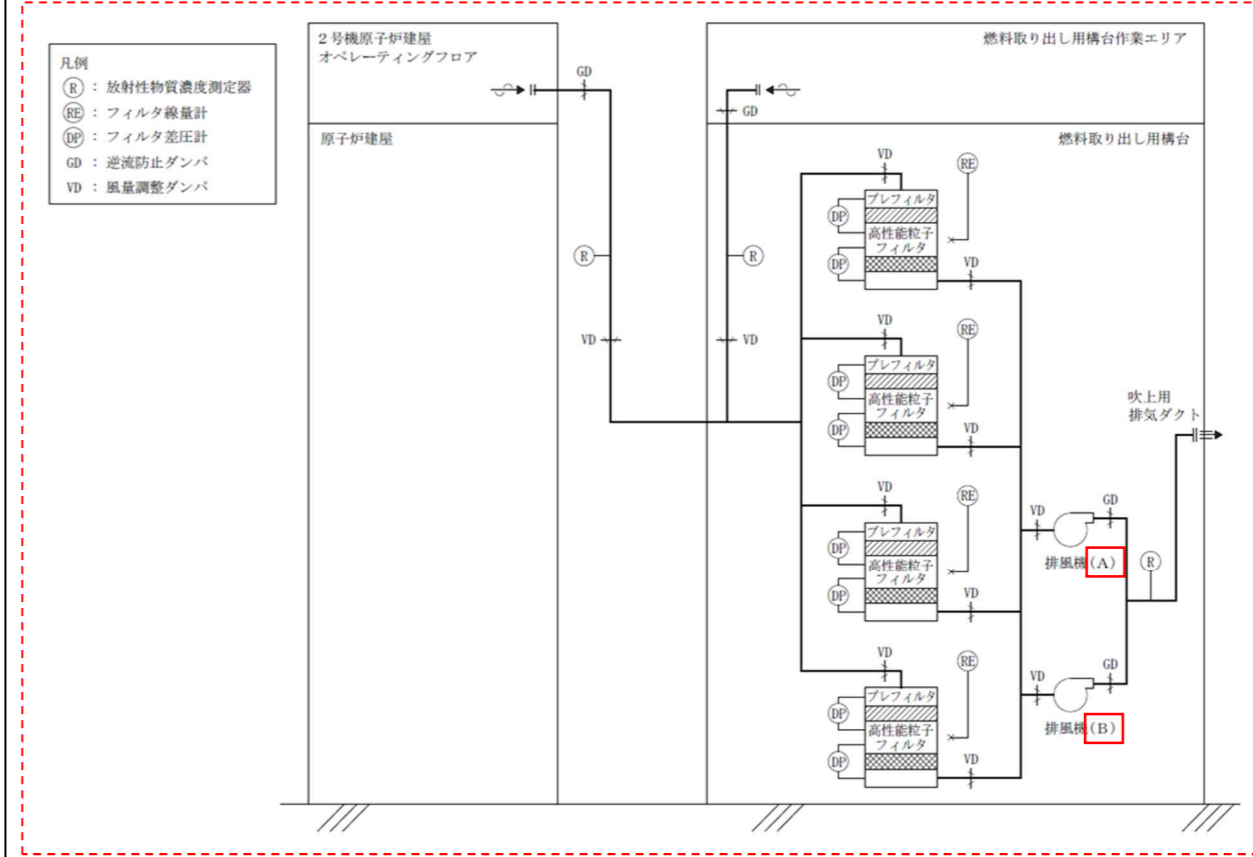 凡例
Ⓡ : 放射性物質濃度測定器
RE : フィルタ線量計
DP : フィルタ差圧計
GD : 逆流防止ダンパ
VD : 風量調整ダンパ
2号機原子炉建屋
オペレーティングフロア
GD
原子炉建屋
R
VD
燃料取り出し用構台作業エリア
GD
燃料取り出し用構台
R
VD
VD
RE
プレフィルタ
DP
高性能粒子
フィルタ
DP
VD
VD
RE
プレフィルタ
DP
高性能粒子
フィルタ
DP
VD
VD
RE
プレフィルタ
DP
高性能粒子
フィルタ
DP
VD
VD
RE
プレフィルタ
DP
高性能粒子
フィルタ
DP
VD
吹上用
排気ダクト
VD
GD
排風機(A)
R
VD
GD
排風機(B)